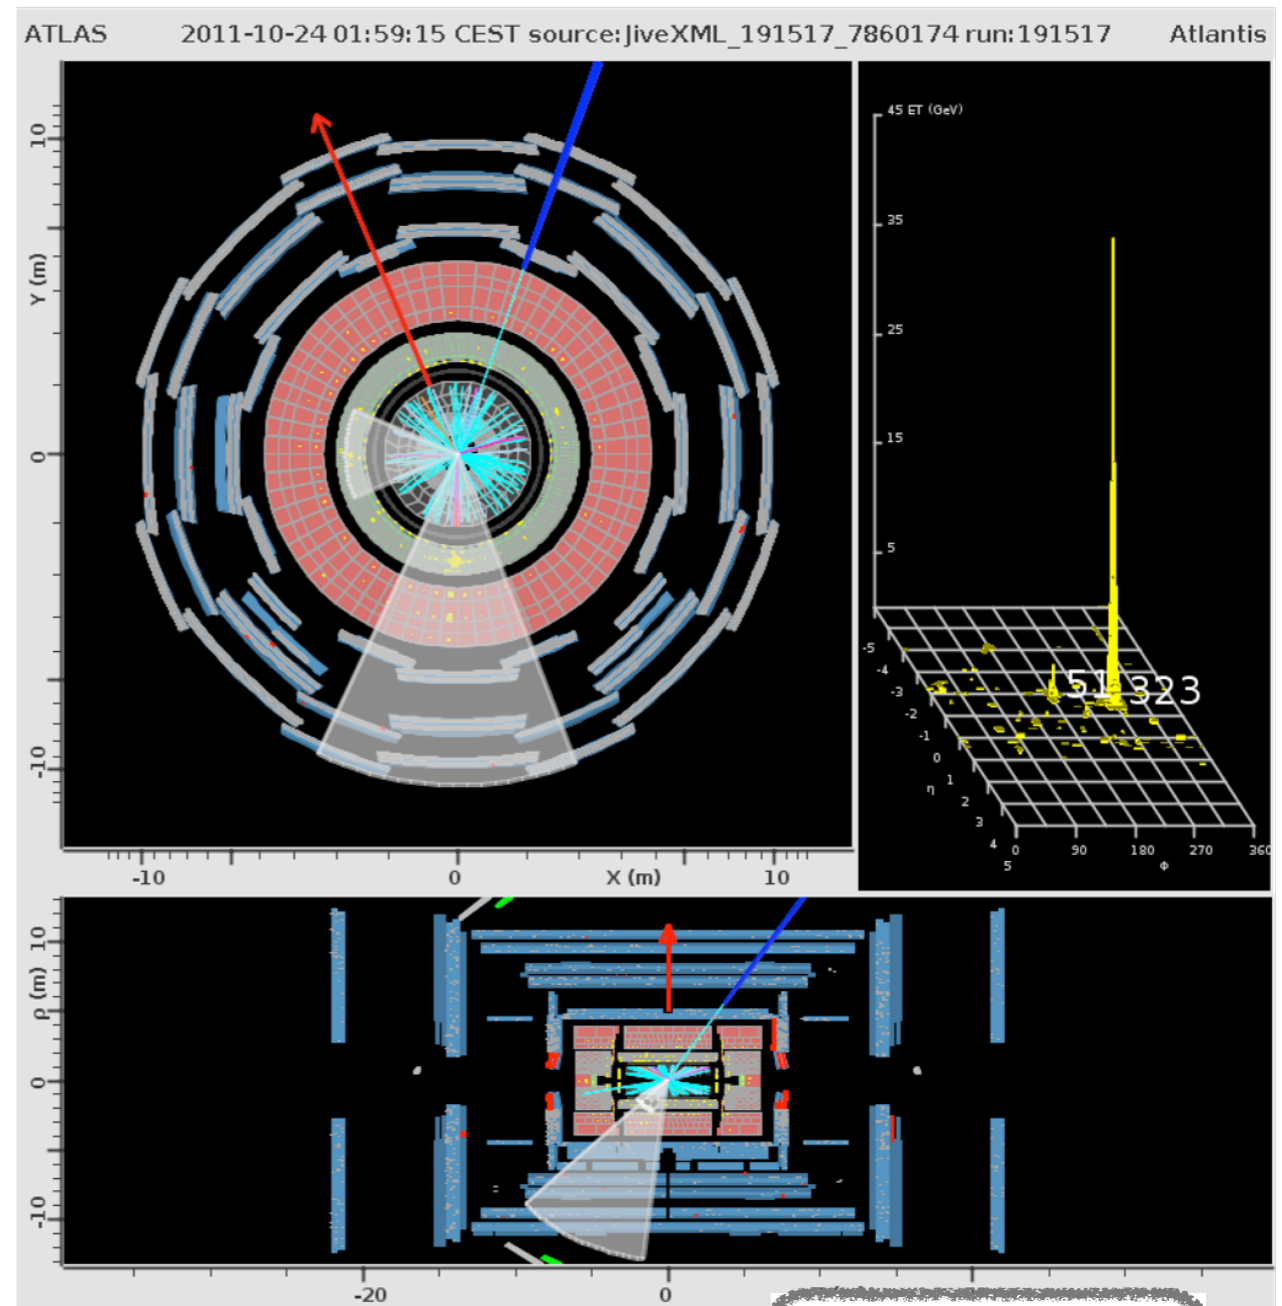 ATLAS 2011-10-24 01:59:15 CEST source:JiveXML_191517_7860174 run:191517 Atlantis
10
Y (m)
0
-10
-10 0 X (m) 10
45 ET (GeV)
35
25
15
5
51 323
-5
-4
-3
-2
-1
0
1
η
2
3
4
5
0 90 180 270 360
Φ
10
ρ (m)
0
-10
-20 0